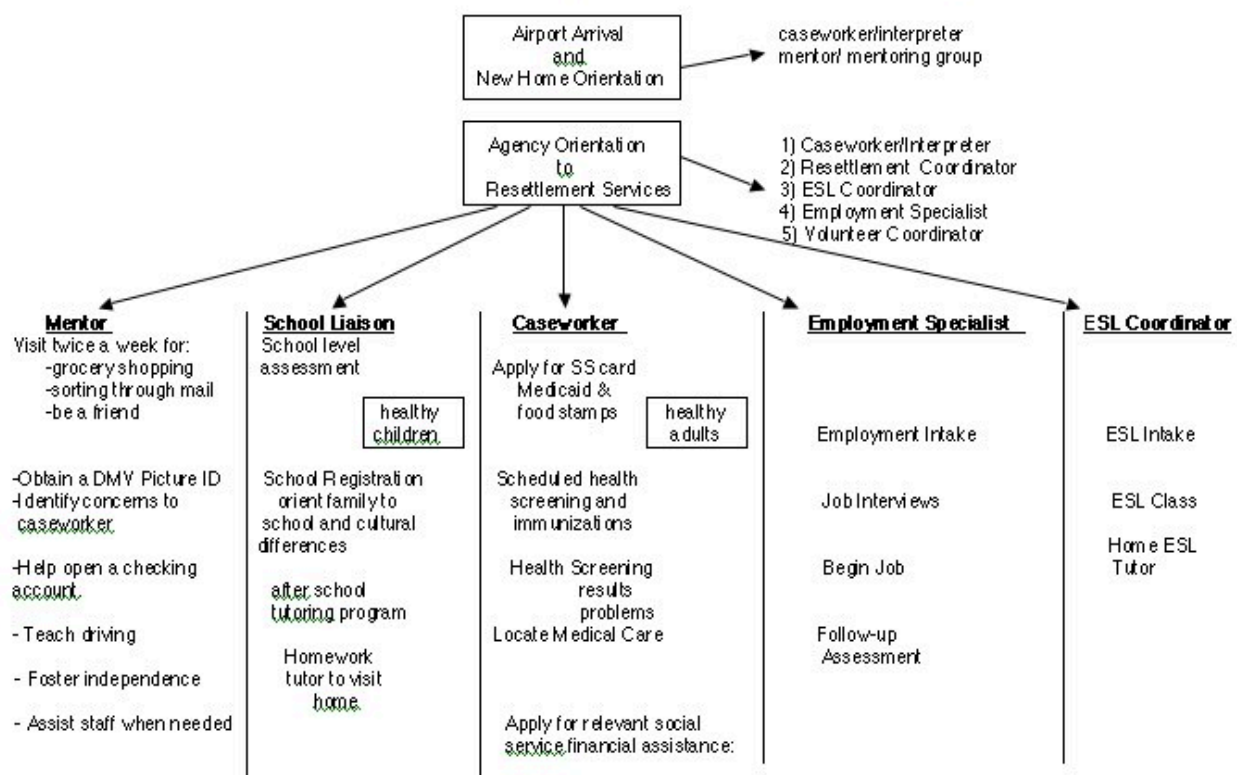 Airport Arrival
and
New Home Orientation
caseworker/interpreter
mentor/ mentoring group
Agency Orientation
to
Resettlement Services
1) Caseworker/Interpreter
2) Resettlement Coordinator
3) ESL Coordinator
4) Employment Specialist
5) Volunteer Coordinator
Mentor
Visit twice a week for:
-grocery shopping
-sorting through mail
-be a friend
-Obtain a DMV Picture ID
-Identify concerns to
caseworker
-Help open a checking
account.
- Teach driving
- Foster independence
- Assist staff when needed
School Liaison
School level
assessment
healthy
children
School Registration
orient family to
school and cultural
differences
after school
tutoring program
Homework
tutor to visit
home.
Caseworker
Apply for SS card
Medicaid &
food stamps
healthy
adults
Scheduled health
screening and
immunizations
Health Screening
results
problems
Locate Medical Care
Apply for relevant social
service financial assistance:
Employment Specialist
Employment Intake
Job Interviews
Begin Job
Follow-up
Assessment
ESL Coordinator
ESL Intake
ESL Class
Home ESL
Tutor